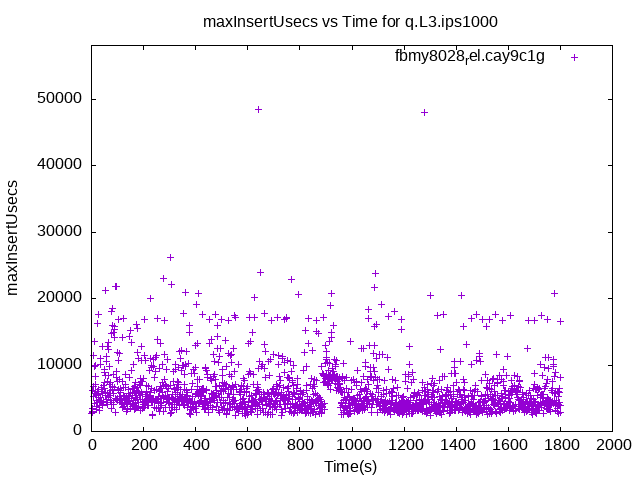 maxInsertUsecs vs Time for q.L3.ips1000
fbmy8028rel.cay9c1g
50000
40000
30000
20000
10000
0
maxInsertUsecs
0 200 400 600 800 1000 1200 1400 1600 1800 2000
Time(s)